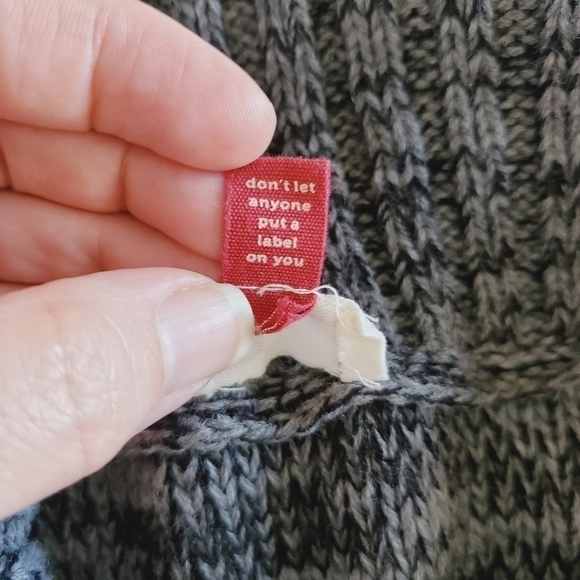 don't let
anyone
put a
label
on you